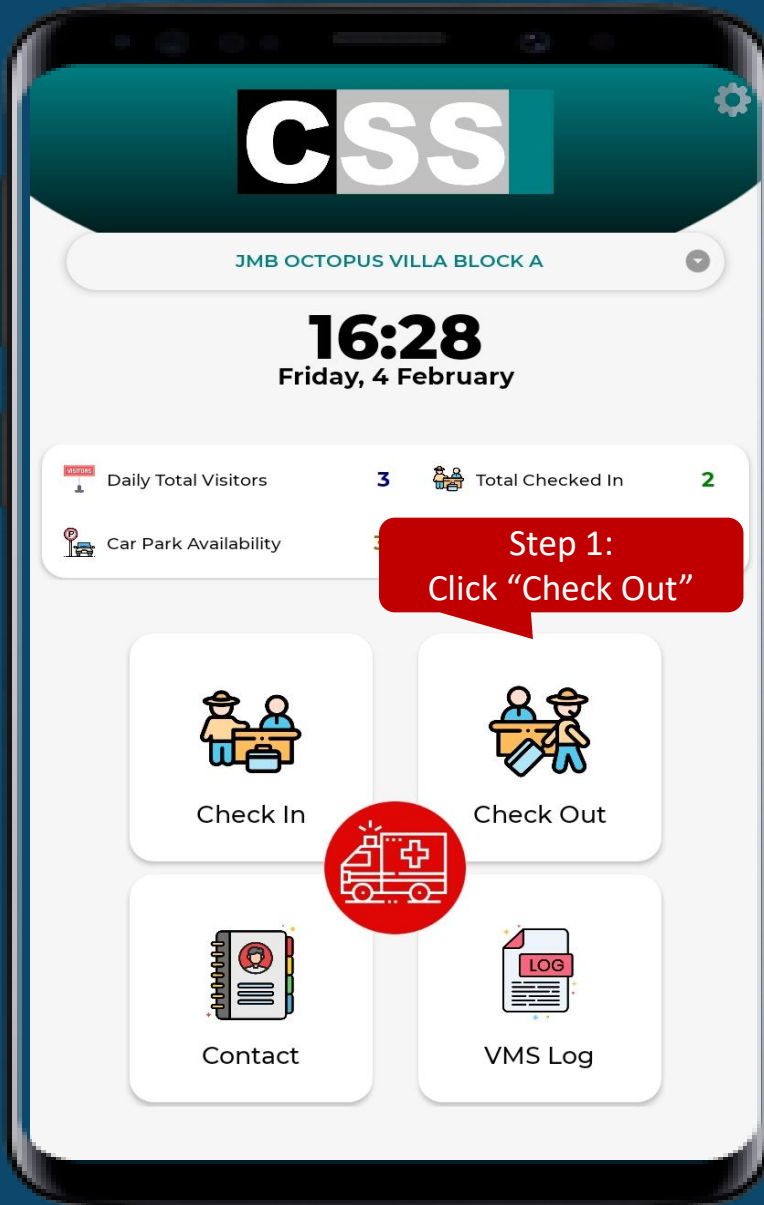 CSS
JMB OCTOPUS VILLA BLOCK A
16:28
Friday, 4 February
VISITORS
Daily Total Visitors 3
Total Checked In 2
P
Car Park Availability
Step 1:
Click “Check Out”
Check In
Check Out
LOG
Contact
VMS Log